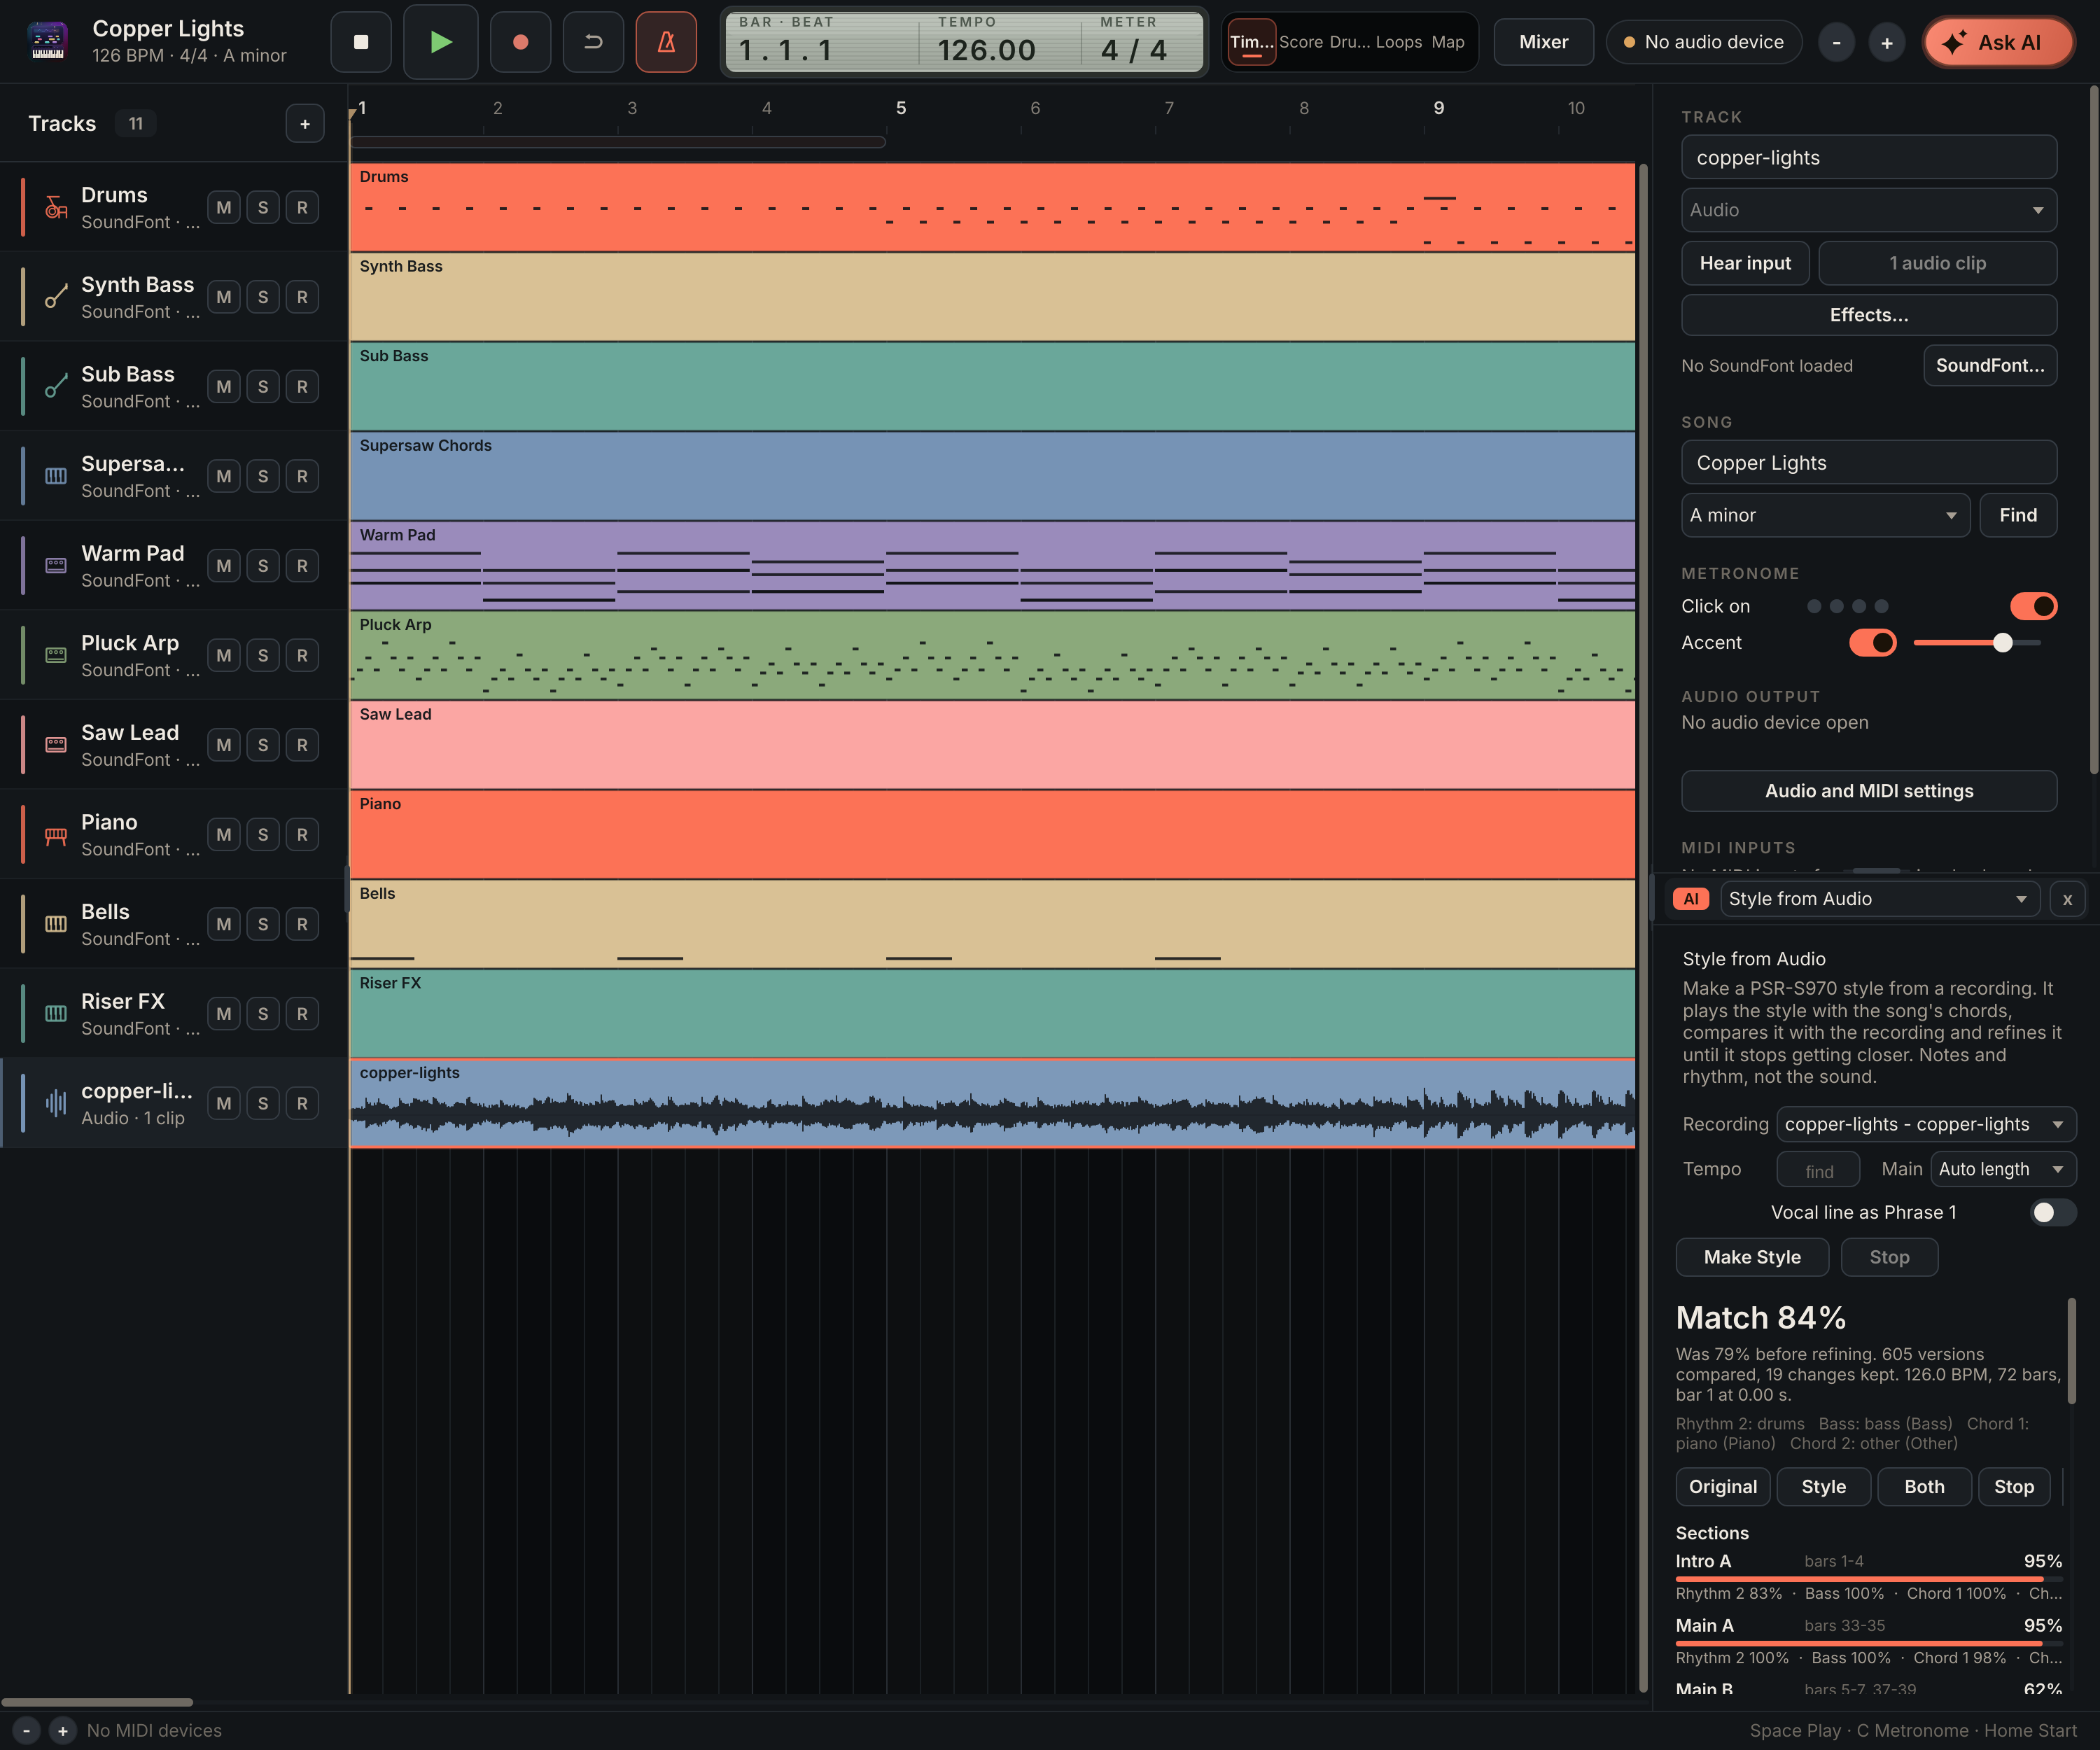 Copper Lights
126 BPM · 4/4 · A minor
BAR · BEAT
1 . 1 . 1
TEMPO
126.00
METER
4 / 4
Tim...
Score
Dru...
Loops
Map
Mixer
No audio device
-
+
Ask AI
Tracks
11
+
1
2
3
4
5
6
7
8
9
10
Drums
SoundFont · ...
M
S
R
Synth Bass
SoundFont · ...
M
S
R
Sub Bass
SoundFont · ...
M
S
R
Supersa...
SoundFont · ...
M
S
R
Warm Pad
SoundFont · ...
M
S
R
Pluck Arp
SoundFont · ...
M
S
R
Saw Lead
SoundFont · ...
M
S
R
Piano
SoundFont · ...
M
S
R
Bells
SoundFont · ...
M
S
R
Riser FX
SoundFont · ...
M
S
R
copper-li...
Audio · 1 clip
M
S
R
Drums
Synth Bass
Sub Bass
Supersaw Chords
Warm Pad
Pluck Arp
Saw Lead
Piano
Bells
Riser FX
copper-lights
TRACK
copper-lights
Audio
Hear input
1 audio clip
Effects...
No SoundFont loaded
SoundFont...
SONG
Copper Lights
A minor
Find
METRONOME
Click on
Accent
AUDIO OUTPUT
No audio device open
Audio and MIDI settings
MIDI INPUTS
AI
Style from Audio
x
Style from Audio
Make a PSR-S970 style from a recording. It
plays the style with the song's chords,
compares it with the recording and refines it
until it stops getting closer. Notes and
rhythm, not the sound.
Recording
copper-lights - copper-lights
Tempo
find
Main
Auto length
Vocal line as Phrase 1
Make Style
Stop
Match 84%
Was 79% before refining. 605 versions
compared, 19 changes kept. 126.0 BPM, 72 bars,
bar 1 at 0.00 s.
Rhythm 2: drums Bass: bass (Bass) Chord 1:
piano (Piano) Chord 2: other (Other)
Original
Style
Both
Stop
Sections
Intro A
bars 1-4
95%
Rhythm 2 83% · Bass 100% · Chord 1 100% · Ch...
Main A
bars 33-35
95%
Rhythm 2 100% · Bass 100% · Chord 1 98% · Ch...
Main B
bars 5-7, 37-39
62%
-
+
No MIDI devices
Space Play · C Metronome · Home Start